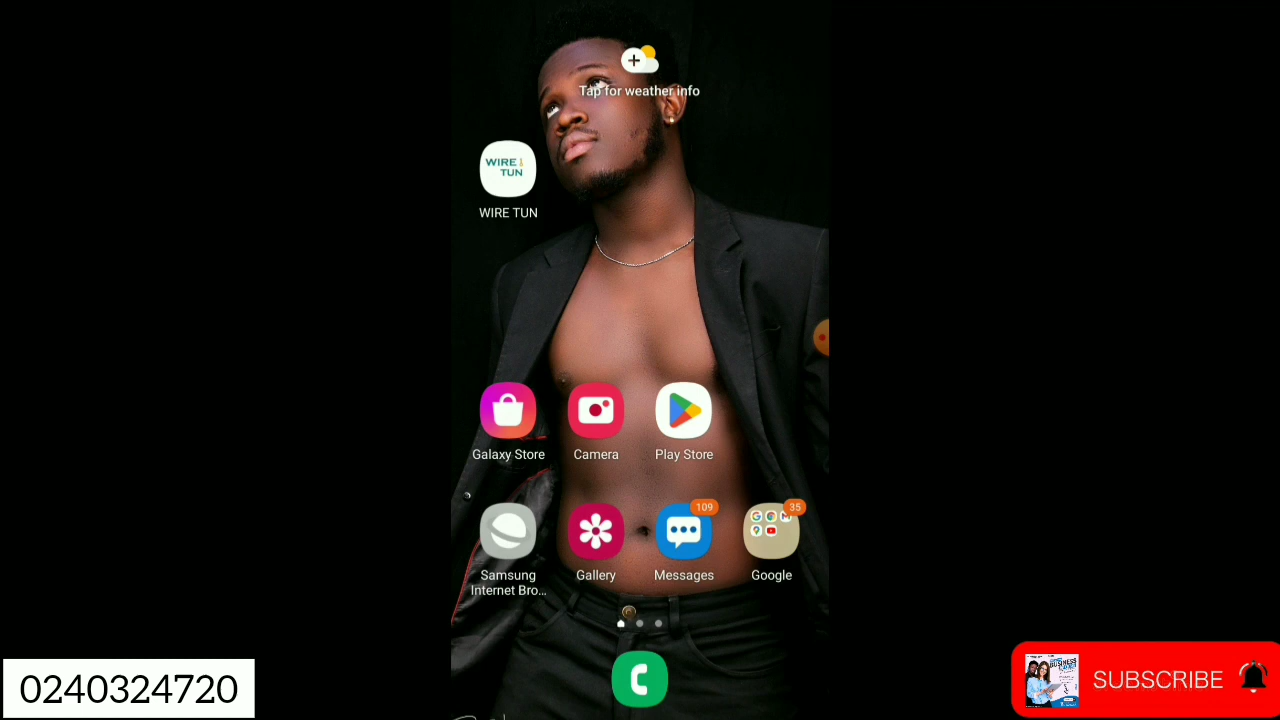 Tap for weather info
WIRE
TUN
WIRE TUN
Galaxy Store
Camera
Play Store
109
35
Samsung
Internet Bro...
Gallery
Messages
Google
0240324720
SUBSCRIBE